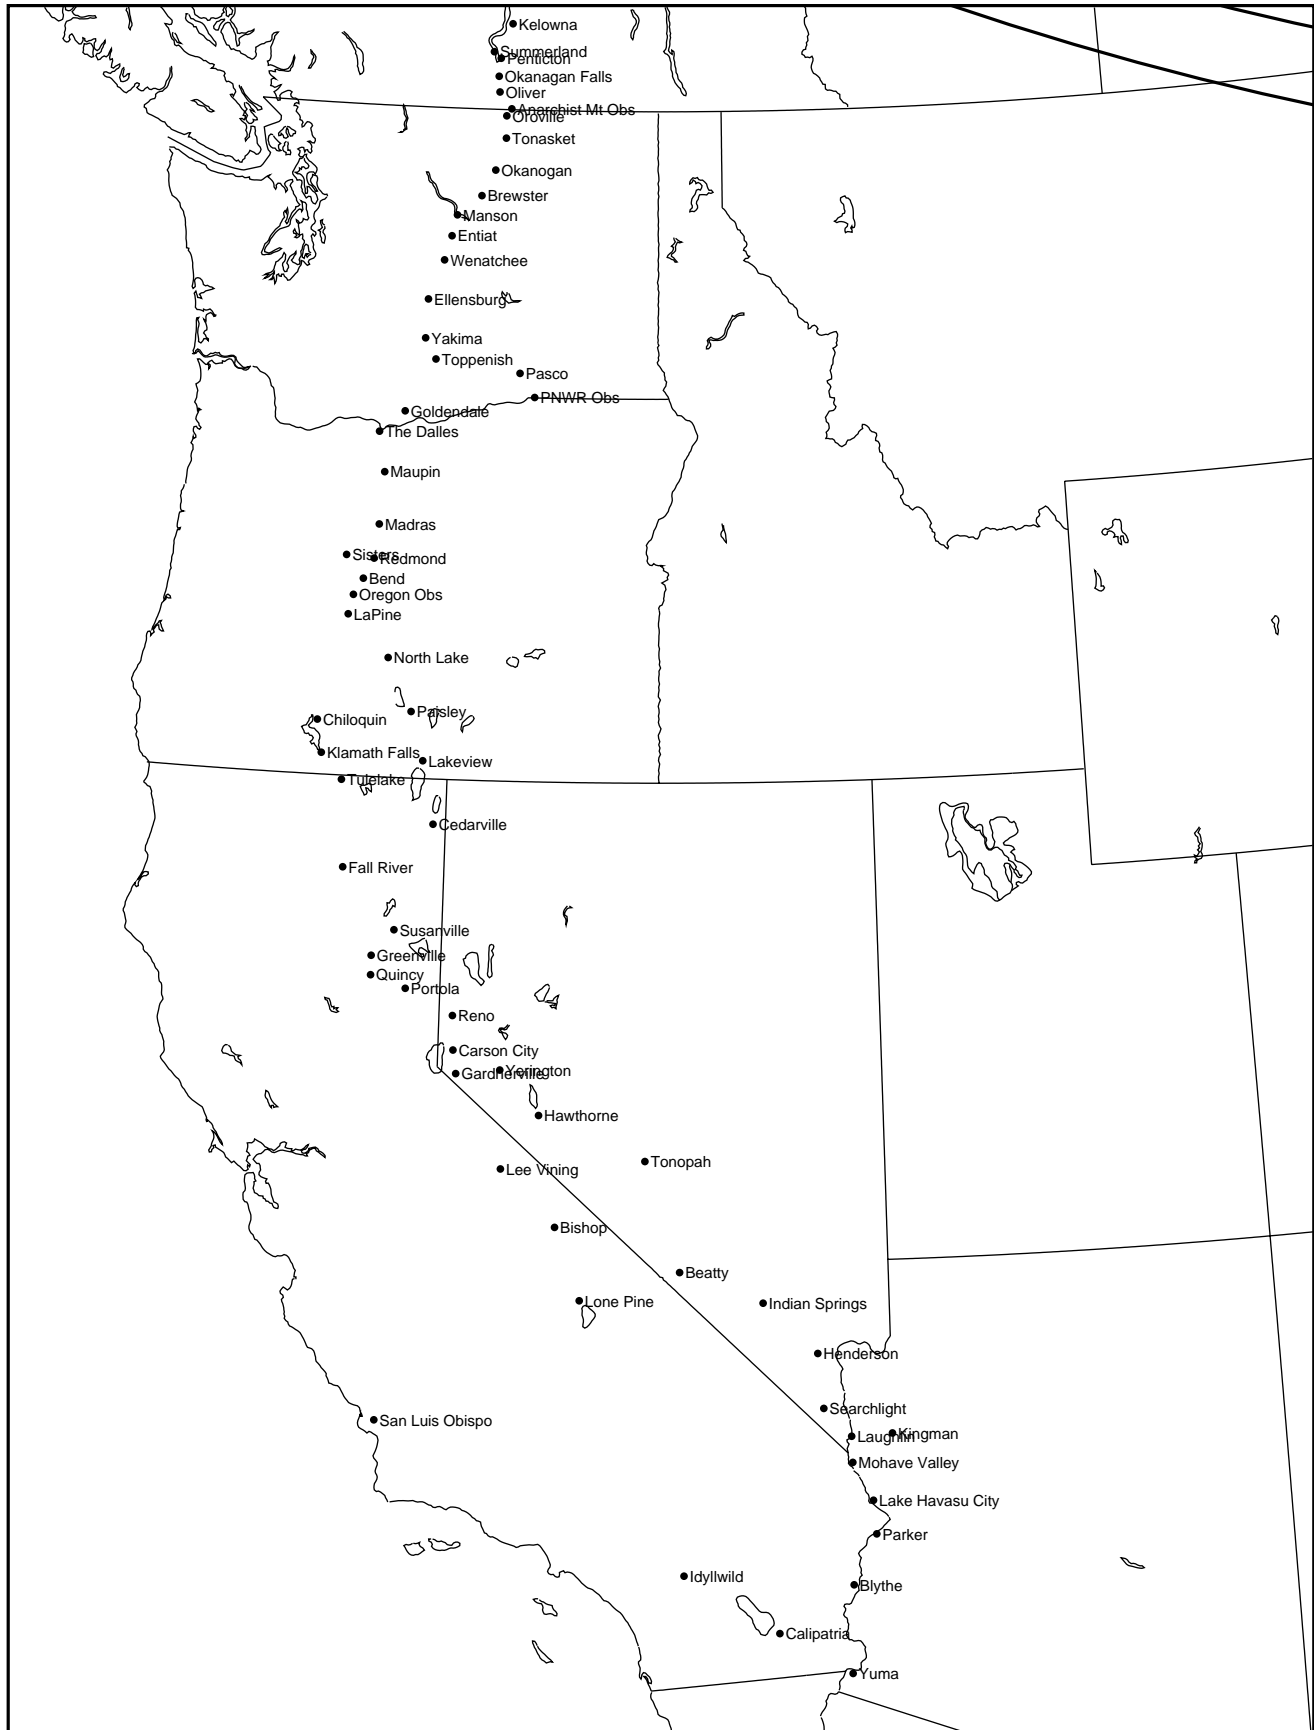 Kelowna
Summerland
Penticton
Okanagan Falls
Oliver
Anarchist Mt Obs
Oroville
Tonasket
Okanogan
Brewster
Manson
Entiat
Wenatchee
Ellensburg
Yakima
Toppenish
Pasco
PNWR Obs
Goldendale
The Dalles
Maupin
Madras
Sisters
Redmond
Bend
Oregon Obs
LaPine
North Lake
Paisley
Chiloquin
Klamath Falls
Lakeview
Tulelake
Cedarville
Fall River
Susanville
Greenville
Quincy
Portola
Reno
Carson City
Yerington
Gardnerville
Hawthorne
Tonopah
Lee Vining
Bishop
Beatty
Lone Pine
Indian Springs
Henderson
Searchlight
San Luis Obispo
Kingman
Laughlin
Mohave Valley
Lake Havasu City
Parker
Idyllwild
Blythe
Calipatria
Yuma